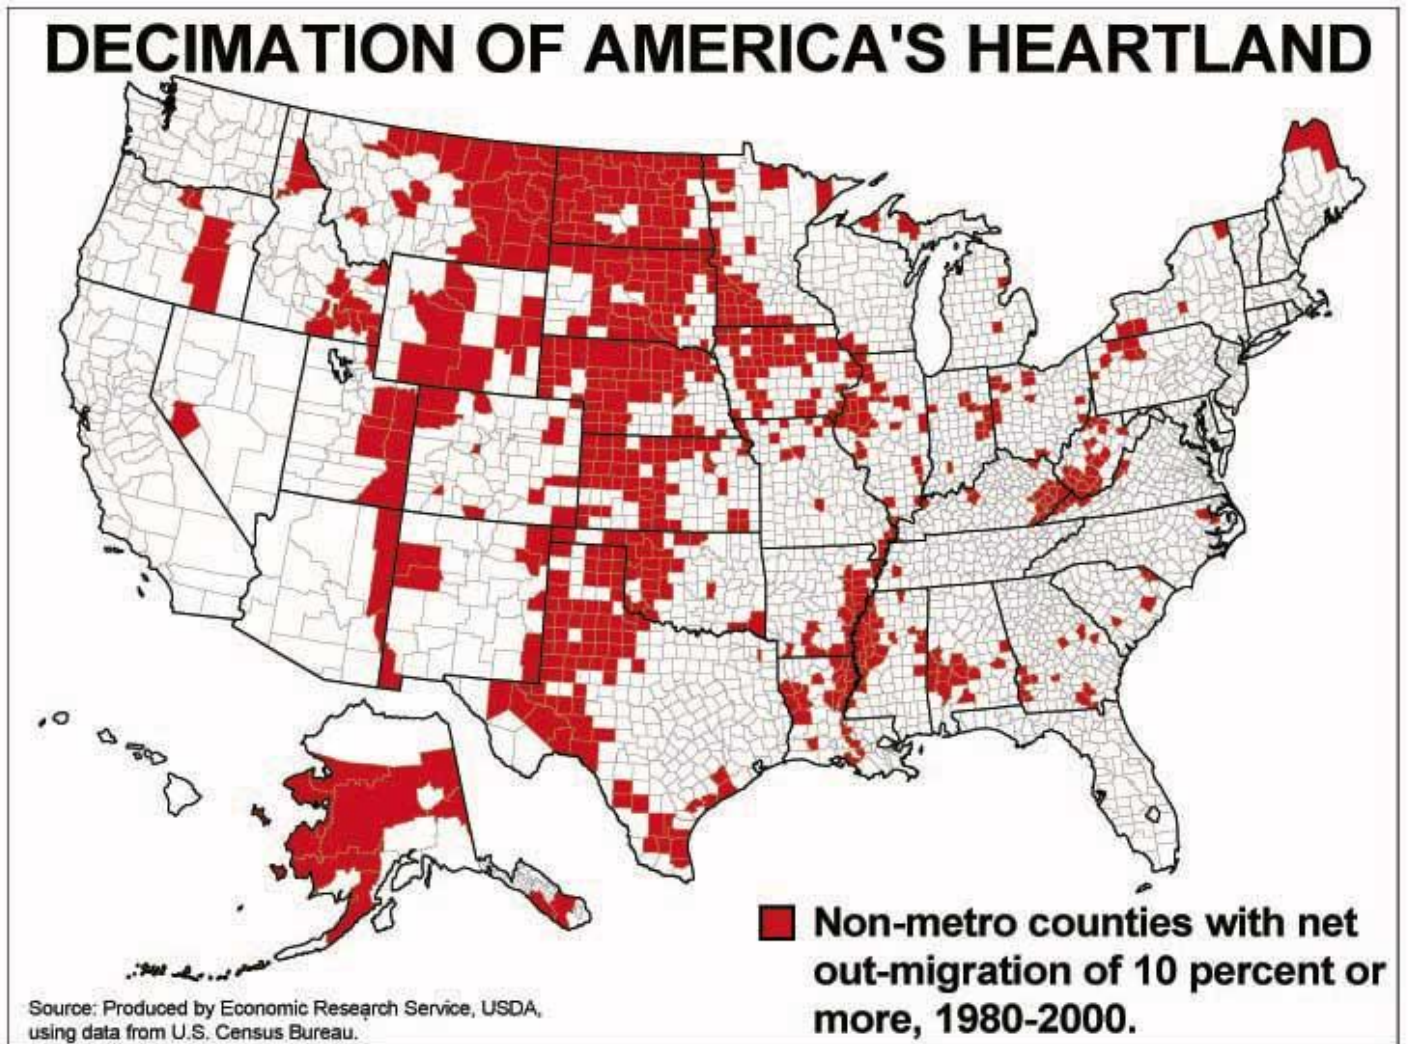 DECIMATION OF AMERICA'S HEARTLAND
Non-metro counties with net
out-migration of 10 percent or
more, 1980-2000.
Source: Produced by Economic Research Service, USDA,
using data from U.S. Census Bureau.